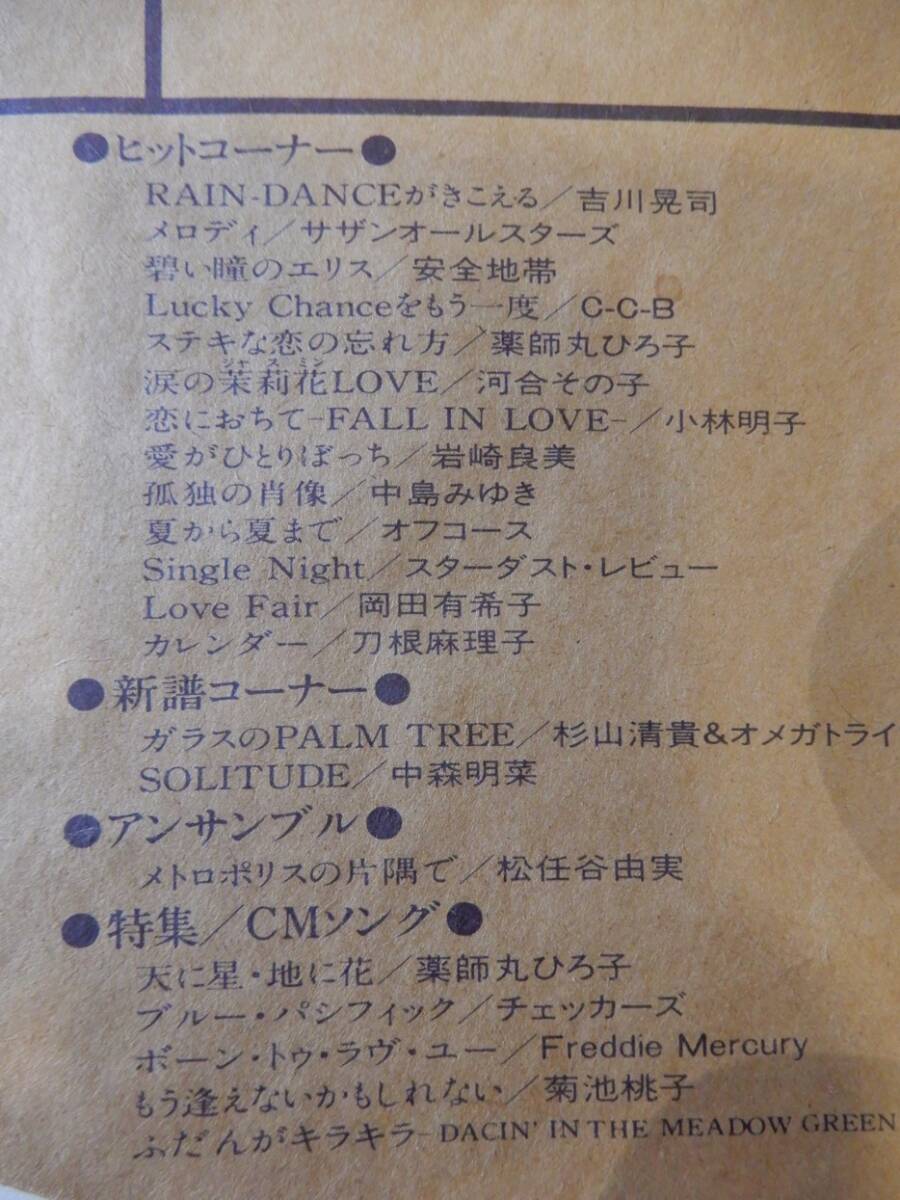 ●ヒットコーナー●
RAIN-DANCEがきこえる/吉川晃司
メロディ/サザンオールスターズ
碧い瞳のエリス/安全地帯
Lucky Chanceをもう一度/C-C-B
ステキな恋の忘れ方/薬師丸ひろ子
涙の茉莉花LOVE/河合その子
ジャスミン
恋におちて-FALL IN LOVE-/小林明子
愛がひとりぼっち/岩崎良美
孤独の肖像/中島みゆき
夏から夏まで/オフコース
Single Night/スターダスト・レビュー
Love Fair/岡田有希子
カレンダー/刀根麻理子
●新譜コーナー●
ガラスのPALM TREE/杉山清貴&オメガトライ
SOLITUDE/中森明菜
●アンサンブル●
メトロポリスの片隅で/松任谷由実
●特集/CMソング●
天に星・地に花/薬師丸ひろ子
ブルー・パシフィック/チェッカーズ
ボーン・トゥ・ラヴ・ユー/Freddie Mercury
もう逢えないかもしれない/菊池桃子
ふだんがキラキラ-DACIN' IN THE MEADOW GREEN